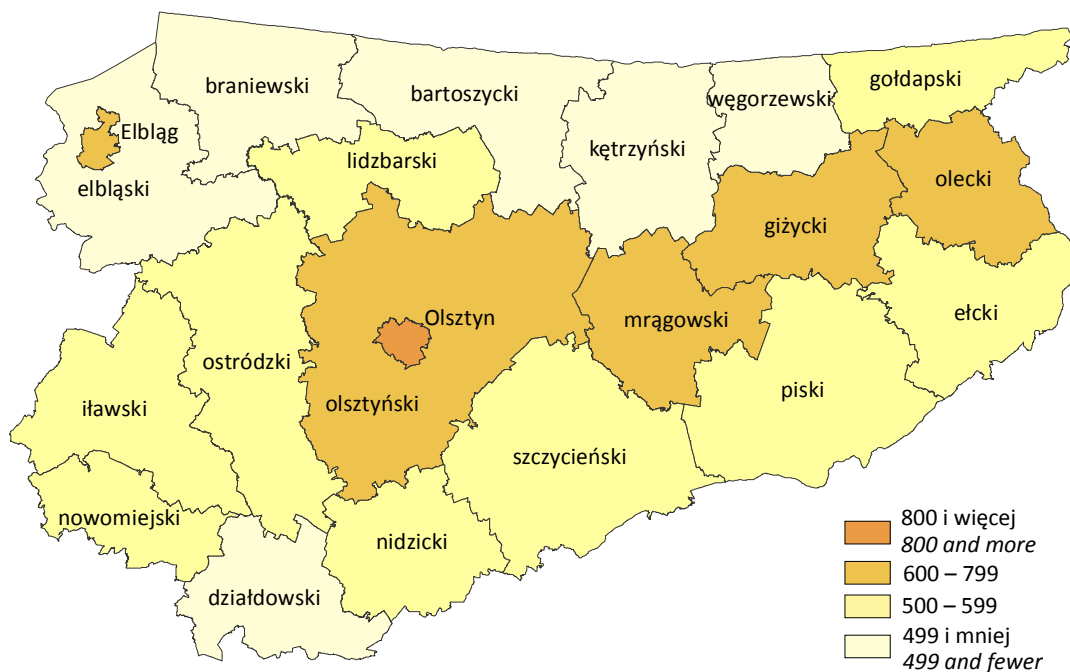 gołdapski
braniewski
bartoszycki
węgorzewski
Elbląg
kętrzyński
lidzbarski
elbląski
olecki
giżycki
Olsztyn
mrągowski
ełcki
ostródzki
iławski
olsztyński
piski
szczycieński
nowomiejski
nidzicki
działdowski
800 i więcej
800 and more
600 – 799
500 – 599
499 i mniej
499 and fewer